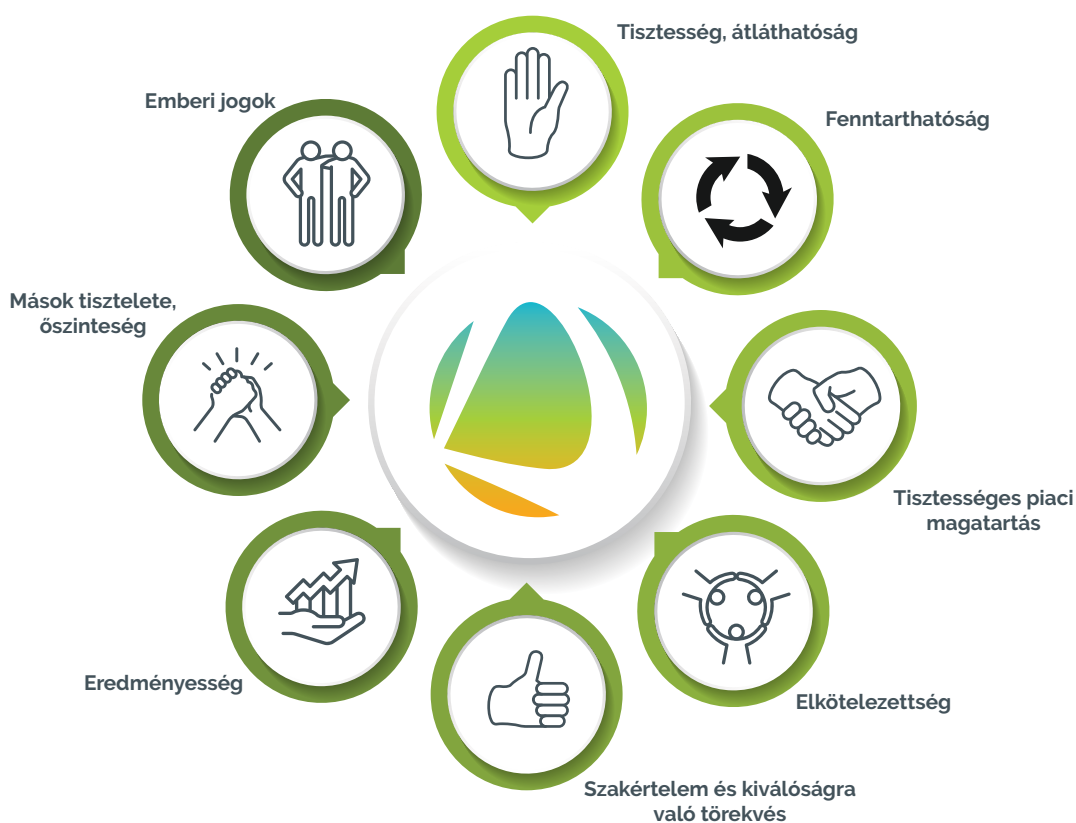 Tisztesség, átláthatóság
Emberi jogok
Fenntarthatóság
Mások tisztelete,
őszinteség
Tisztességes piaci
magatartás
Eredményesség
Elkötelezettség
Szakértelem és kiválóságra
való törekvés